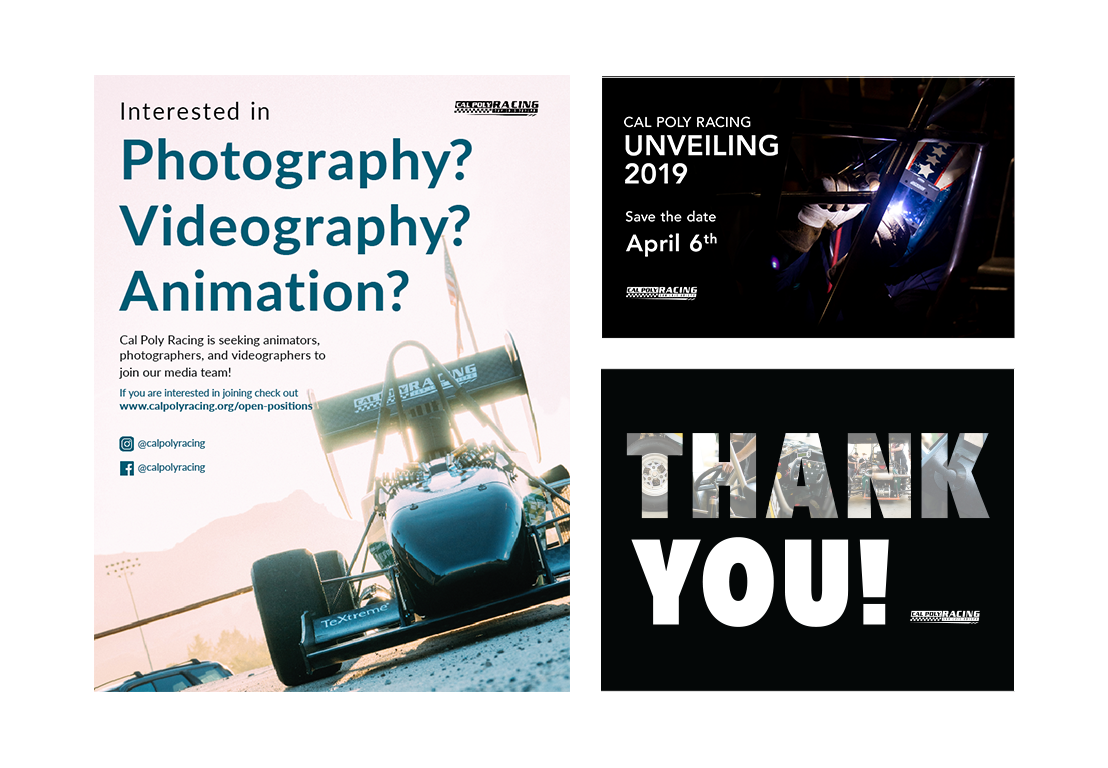 Interested in
CAL POLY RACING
Photography?
Videography?
Animation?
Cal Poly Racing is seeking animators,
photographers, and videographers to
join our media team!
If you are interested in joining check out
www.calpolyracing.org/open-positions
@calpolyracing
@calpolyracing
CAL POLY RACING
TeXtreme®
CAL POLY RACING
UNVEILING
2019
Save the date
April 6th
CAL POLY RACING
THANK
YOU!
CAL POLY RACING